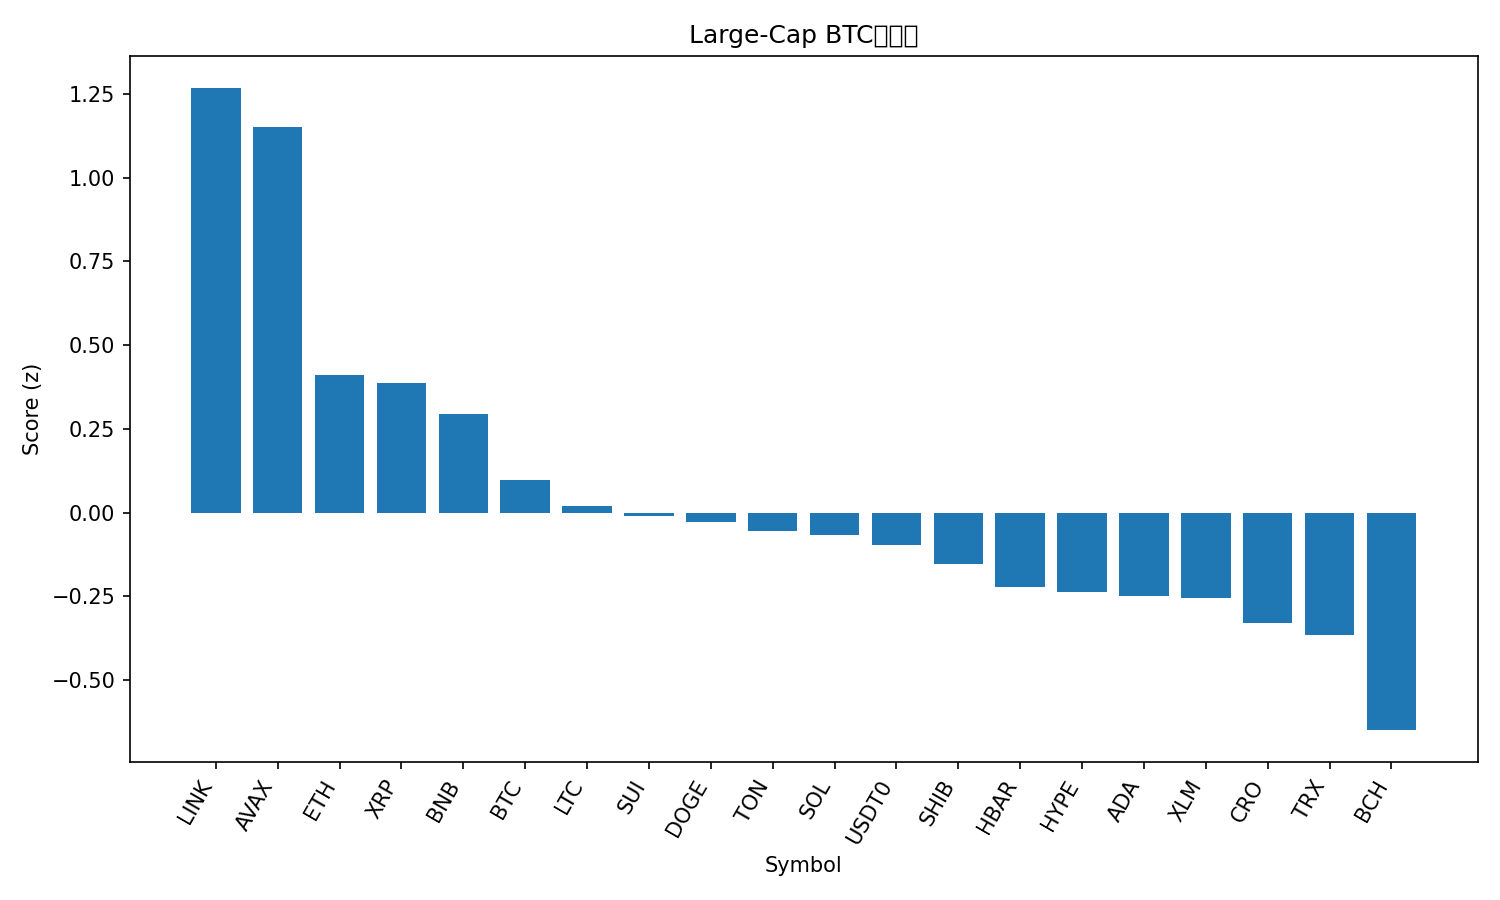 Large-Cap BTC
1.25
1.00
0.75
0.50
0.25
0.00
−0.25
−0.50
Score (z)
LINK
AVAX
ETH
XRP
BNB
BTC
LTC
SUI
DOGE
TON
SOL
USDT0
SHIB
HBAR
HYPE
ADA
XLM
CRO
TRX
BCH
Symbol